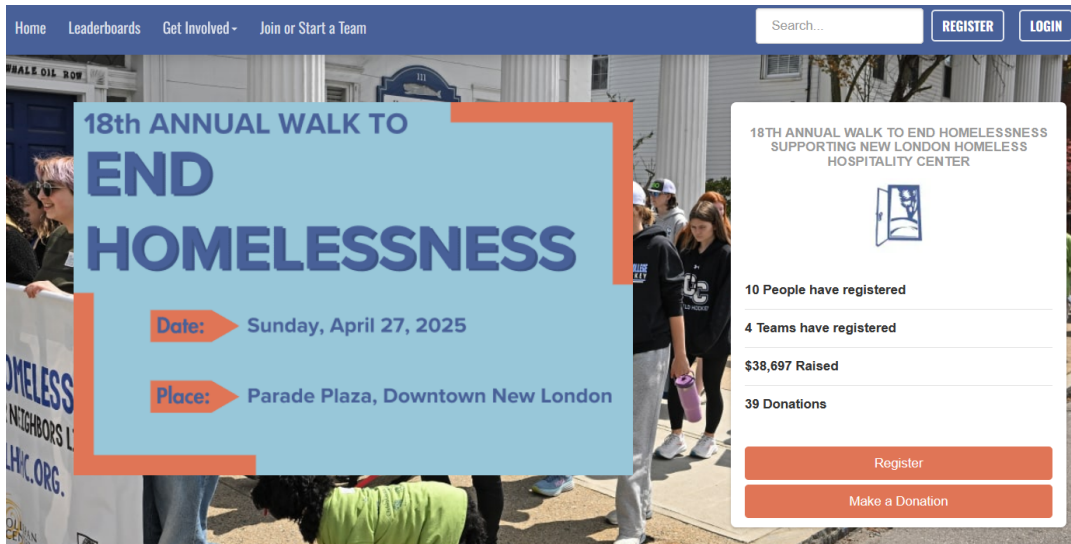 Home Leaderboards Get Involved Join or Start a Team Search... REGISTER LOGIN
WHALE OIL ROW
III
18th ANNUAL WALK TO
END
HOMELESSNESS
Date: Sunday, April 27, 2025
Place: Parade Plaza, Downtown New London
18TH ANNUAL WALK TO END HOMELESSNESS
SUPPORTING NEW LONDON HOMELESS
HOSPITALITY CENTER
10 People have registered
4 Teams have registered
$38,697 Raised
39 Donations
Register
Make a Donation
OMELESS
NEIGHBORS
LHHC.ORG.
CC